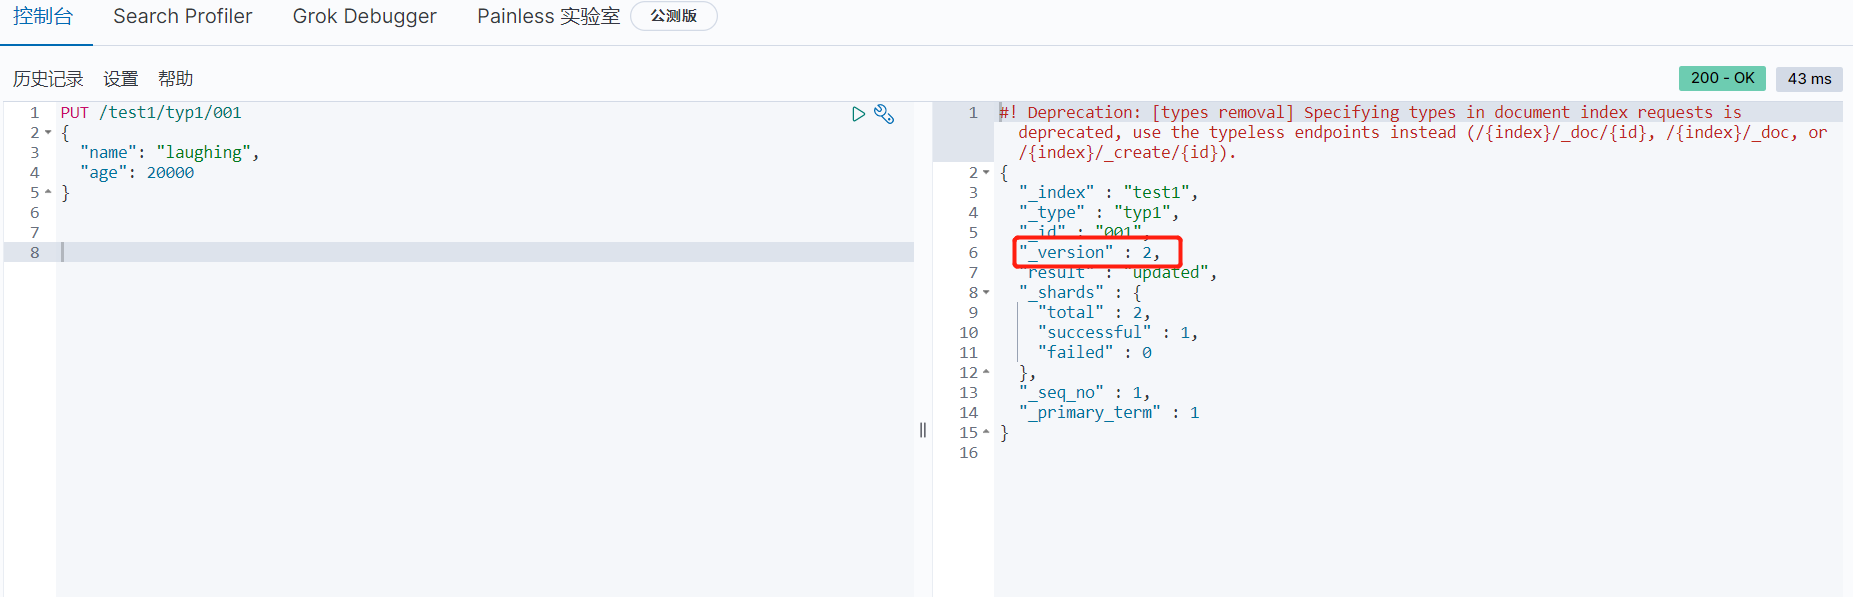 控制台 Search Profiler Grok Debugger Painless 实验室 公测版
历史记录 设置 帮助 200 - OK 43 ms
1 PUT /test1/typ1/001
2 {
3 "name": "laughing",
4 "age": 20000
5 }
6
7
8
1 #! Deprecation: [types removal] Specifying types in document index requests is
deprecated, use the typeless endpoints instead (/{index}/_doc/{id}, /{index}/_doc, or
/{index}/_create/{id}).
2 {
3 "_index" : "test1",
4 "_type" : "typ1",
5 "_id" : "001",
6 "_version" : 2,
7 "result" : "updated",
8 "_shards" : {
9 "total" : 2,
10 "successful" : 1,
11 "failed" : 0
12 },
13 "_seq_no" : 1,
14 "_primary_term" : 1
15 }
16